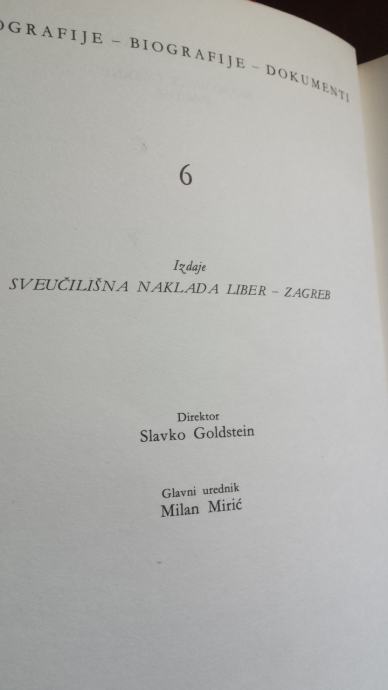 OGRAFIJE – BIOGRAFIJE – DOKUMENTI
6
Izdaje
SVEUČILIŠNA NAKLADA LIBER – ZAGREB
Direktor
Slavko Goldstein
Glavni urednik
Milan Mirić